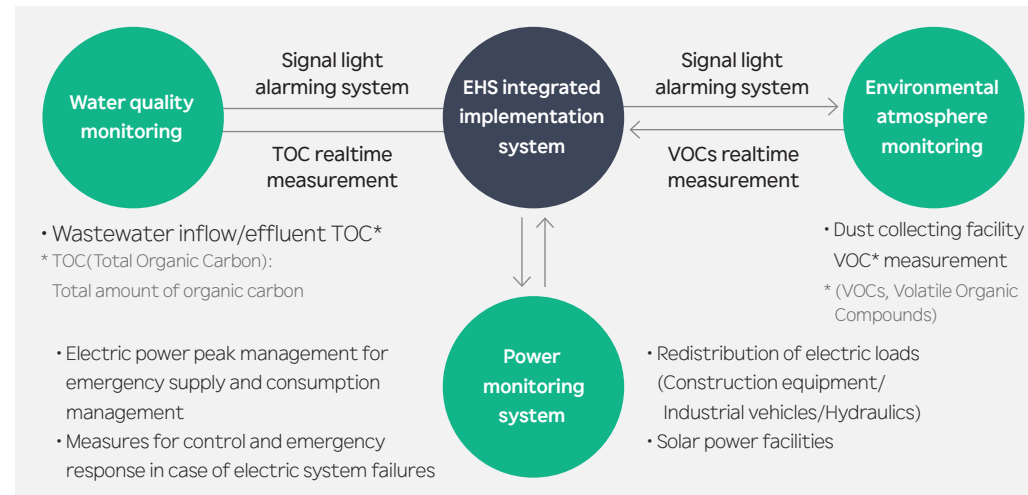 Water quality
monitoring
Signal light
alarming system
TOC realtime
measurement
EHS integrated
implementation
system
Signal light
alarming system
VOCs realtime
measurement
Environmental
atmosphere
monitoring
• Wastewater inflow/effluent TOC*
* TOC(Total Organic Carbon):
Total amount of organic carbon
• Dust collecting facility
VOC* measurement
* (VOCs, Volatile Organic
Compounds)
• Electric power peak management for
emergency supply and consumption
management
• Measures for control and emergency
response in case of electric system failures
Power
monitoring
system
• Redistribution of electric loads
(Construction equipment/
Industrial vehicles/Hydraulics)
• Solar power facilities